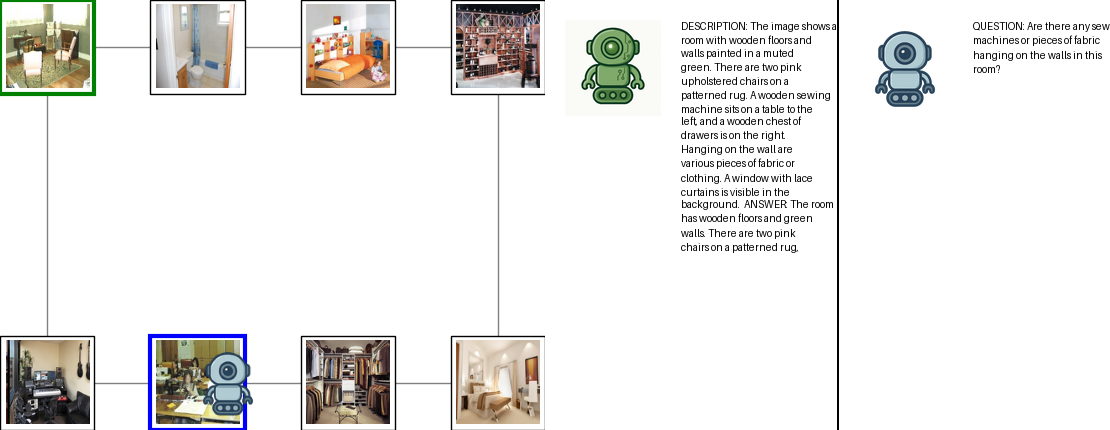 DESCRIPTION: The image shows a
room with wooden floors and
walls painted in a muted
green. There are two pink
upholstered chairs on a
patterned rug. A wooden sewing
machine sits on a table to the
left, and a wooden chest of
drawers is on the right.
Hanging on the wall are
various pieces of fabric or
clothing. A window with lace
curtains is visible in the
background. ANSWER: The room
has wooden floors and green
walls. There are two pink
chairs on a patterned rug,
QUESTION: Are there any sew
machines or pieces of fabric
hanging on the walls in this
room?